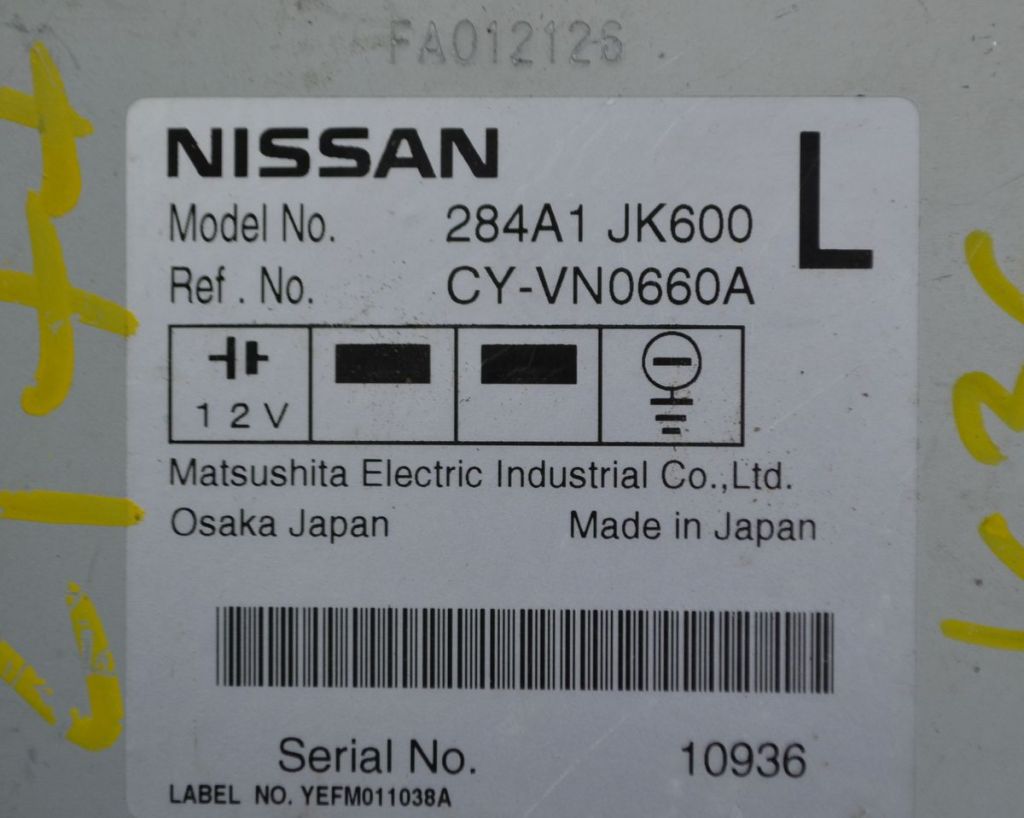 FA012126
NISSAN
L
Model No. 284A1 JK600
Ref . No. CY-VN0660A
12V
Matsushita Electric Industrial Co.,Ltd.
Osaka Japan Made in Japan
Serial No. 10936
LABEL NO. YEFM011038A